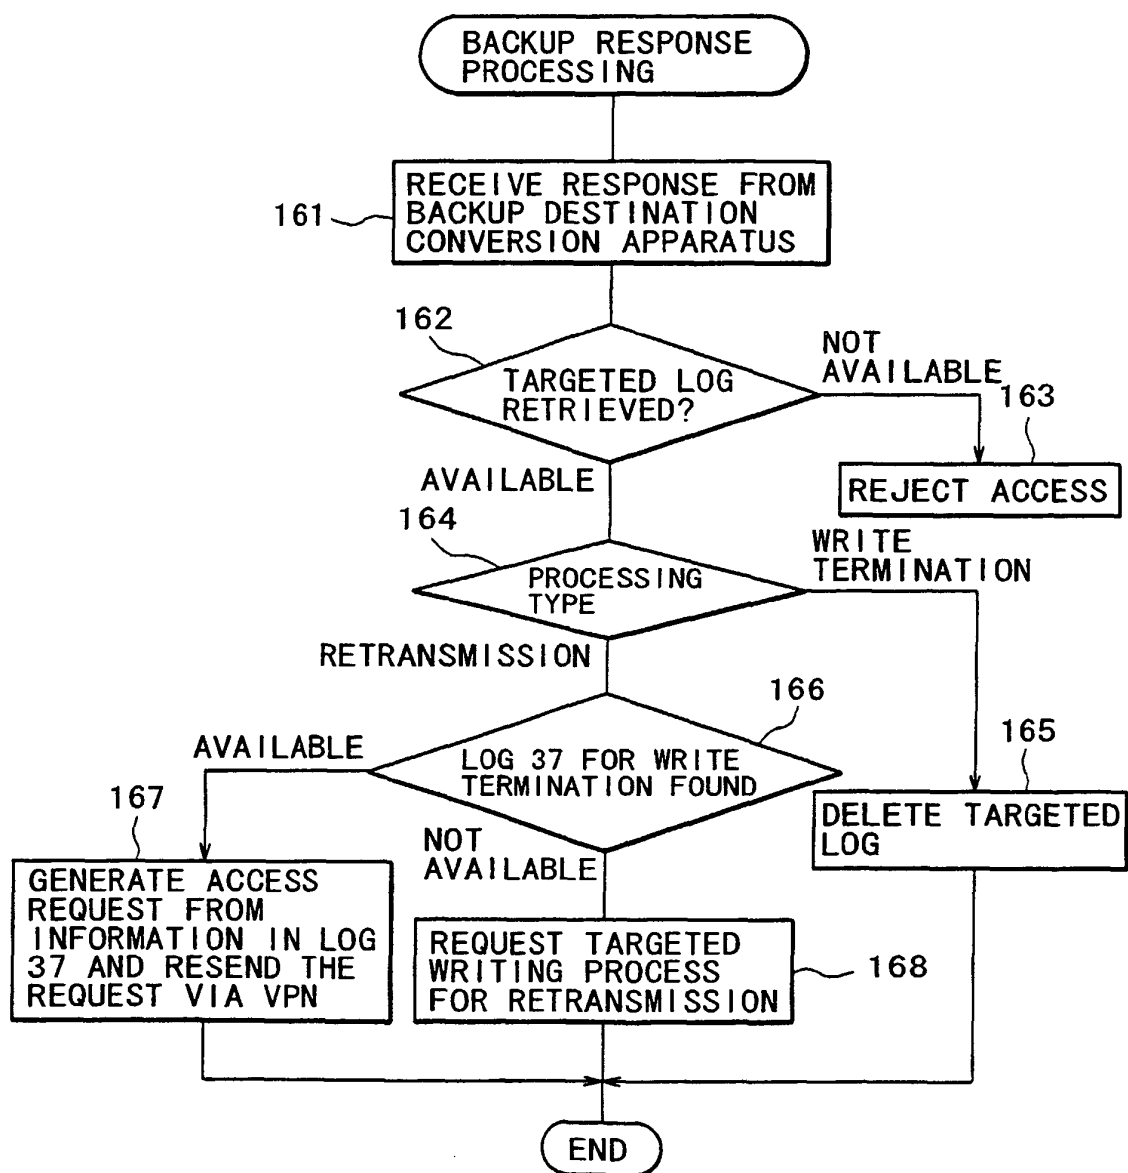 BACKUP RESPONSE
PROCESSING
161
RECEIVE RESPONSE FROM
BACKUP DESTINATION
CONVERSION APPARATUS
162
TARGETED LOG
RETRIEVED?
NOT
AVAILABLE
163
REJECT ACCESS
AVAILABLE
164
PROCESSING
TYPE
WRITE
TERMINATION
RETRANSMISSION
166
LOG 37 FOR WRITE
TERMINATION FOUND
AVAILABLE
165
DELETE TARGETED
LOG
167
GENERATE ACCESS
REQUEST FROM
INFORMATION IN LOG
37 AND RESEND THE
REQUEST VIA VPN
NOT
AVAILABLE
REQUEST TARGETED
WRITING PROCESS
FOR RETRANSMISSION
168
END